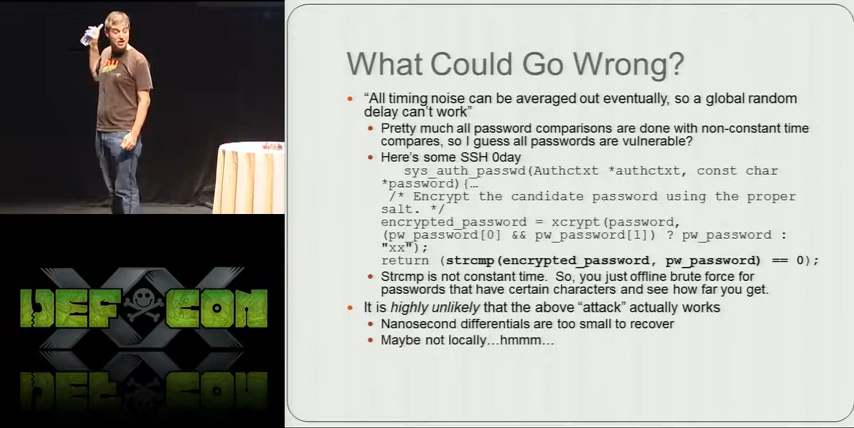 What Could Go Wrong?
“All timing noise can be averaged out eventually, so a global random
delay can’t work”
Pretty much all password comparisons are done with non-constant time
compares, so I guess all passwords are vulnerable?
Here’s some SSH 0day
sys_auth_passwd(Authctxt *authctxt, const char
*password){…
/* Encrypt the candidate password using the proper
salt. */
encrypted_password = xcrypt(password,
(pw_password[0] && pw_password[1]) ? pw_password :
"xx");
return (strcmp(encrypted_password, pw_password) == 0);
Strcmp is not constant time. So, you just offline brute force for
passwords that have certain characters and see how far you get.
It is highly unlikely that the above “attack” actually works
Nanosecond differentials are too small to recover
Maybe not locally…hmmm…
DEF CON
XX